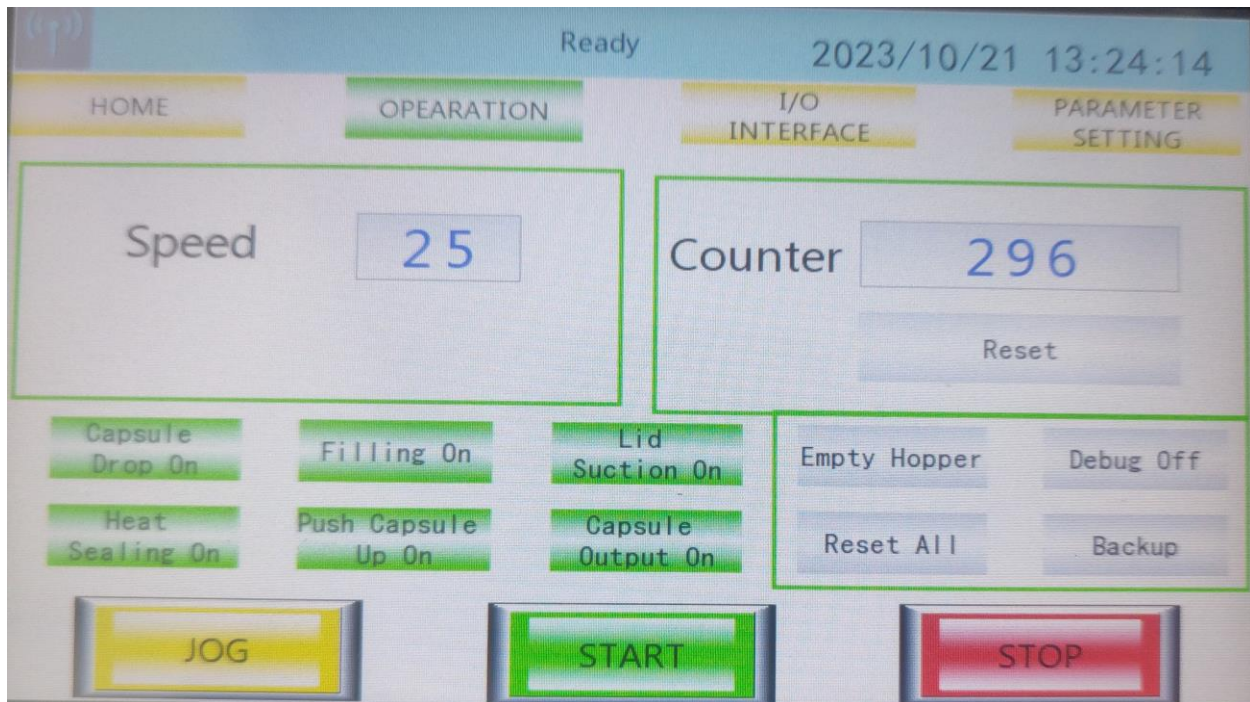 Ready
2023/10/21 13:24:14
HOME
OPEARATION
I/O
INTERFACE
PARAMETER
SETTING
Speed
25
Counter
296
Reset
Capsule
Drop On
Filling On
Lid
Suction On
Empty Hopper
Debug Off
Heat
Sealing On
Push Capsule
Up On
Capsule
Output On
Reset All
Backup
JOG
START
STOP